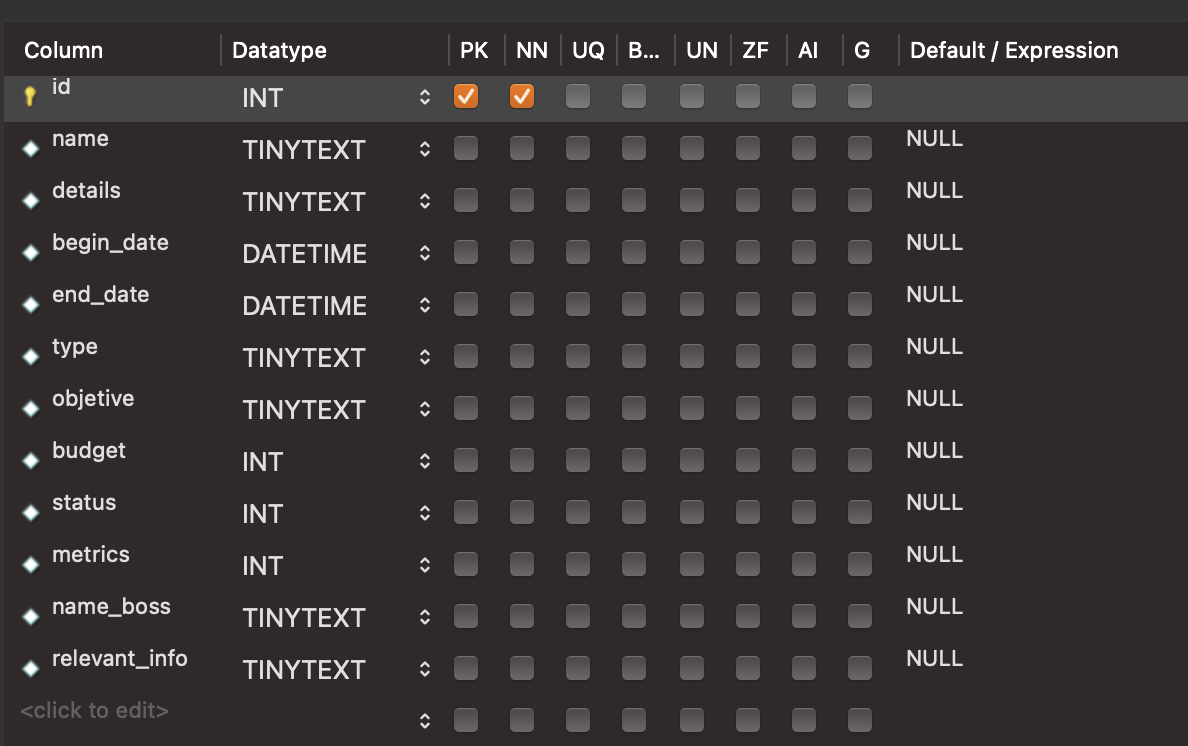 Column Datatype PK NN UQ B... UN ZF AI G Default / Expression
id INT
name TINYTEXT NULL
details TINYTEXT NULL
begin_date DATETIME NULL
end_date DATETIME NULL
type TINYTEXT NULL
objetive TINYTEXT NULL
budget INT NULL
status INT NULL
metrics INT NULL
name_boss TINYTEXT NULL
relevant_info TINYTEXT NULL
<click to edit>